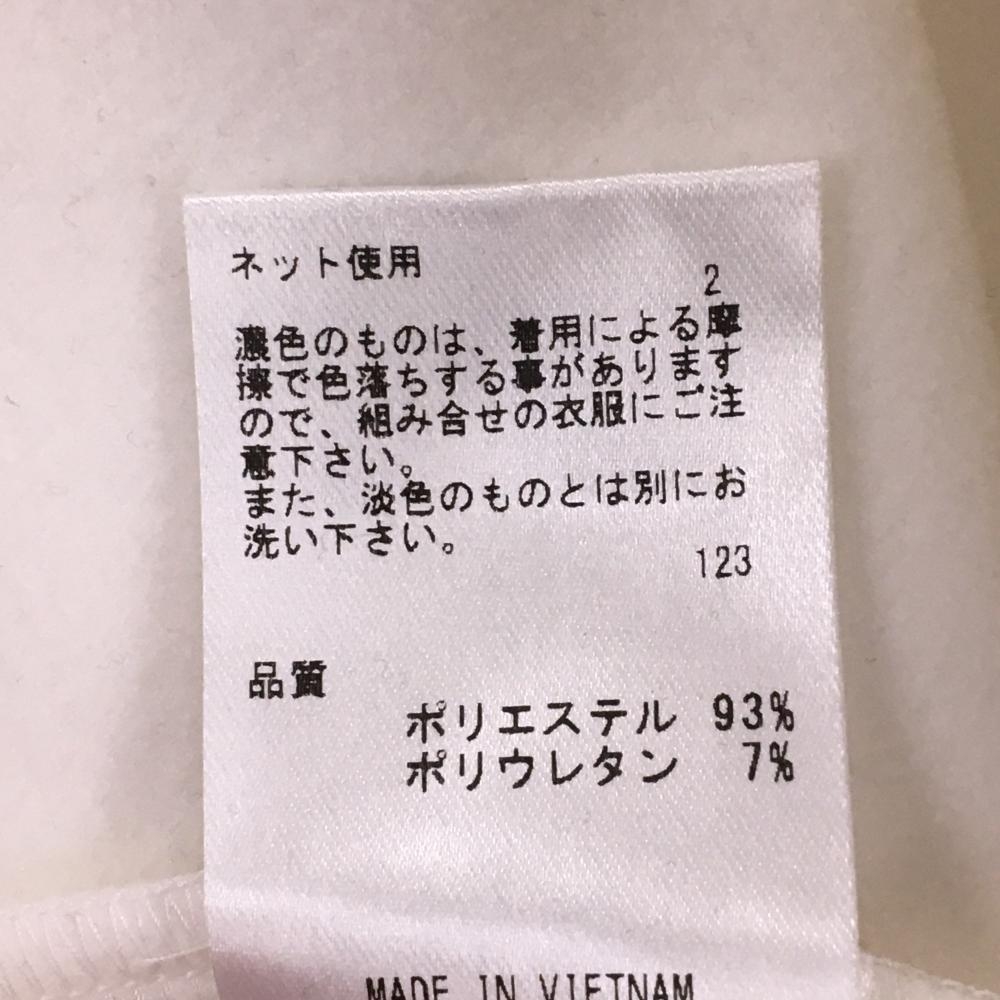 ネット使用
2
濃色のものは、着用による摩
擦で色落ちする事があります
ので、組み合せの衣服にご注
意下さい。
また、淡色のものとは別にお
洗い下さい。
123
品質
ポリエステル 93%
ポリウレタン 7%
MADE IN VIETNAM